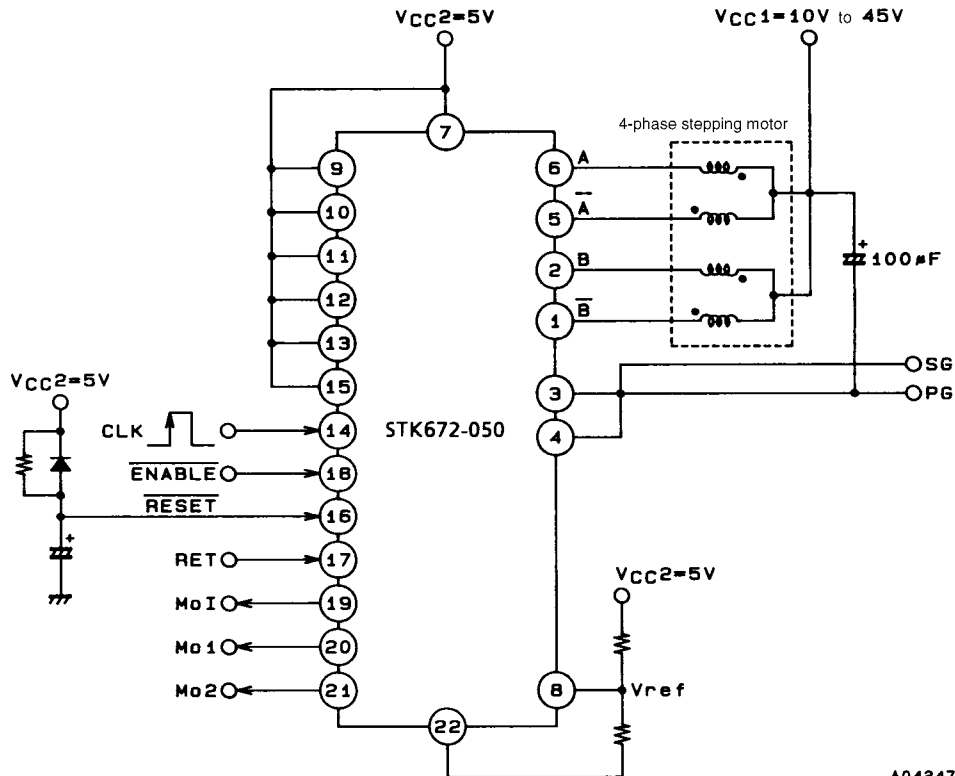 VCC2=5V
VCC1=10V to 45V
4-phase stepping motor
7
9
10
11
12
13
15
14
18
16
17
19
20
21
22
6
5
2
1
3
4
8
A
A̅
B
B̅
100μF
SG
PG
VCC2=5V
CLK
ENABLE
RESET
RET
MoI
Mo1
Mo2
STK672-050
VCC2=5V
Vref
A04247